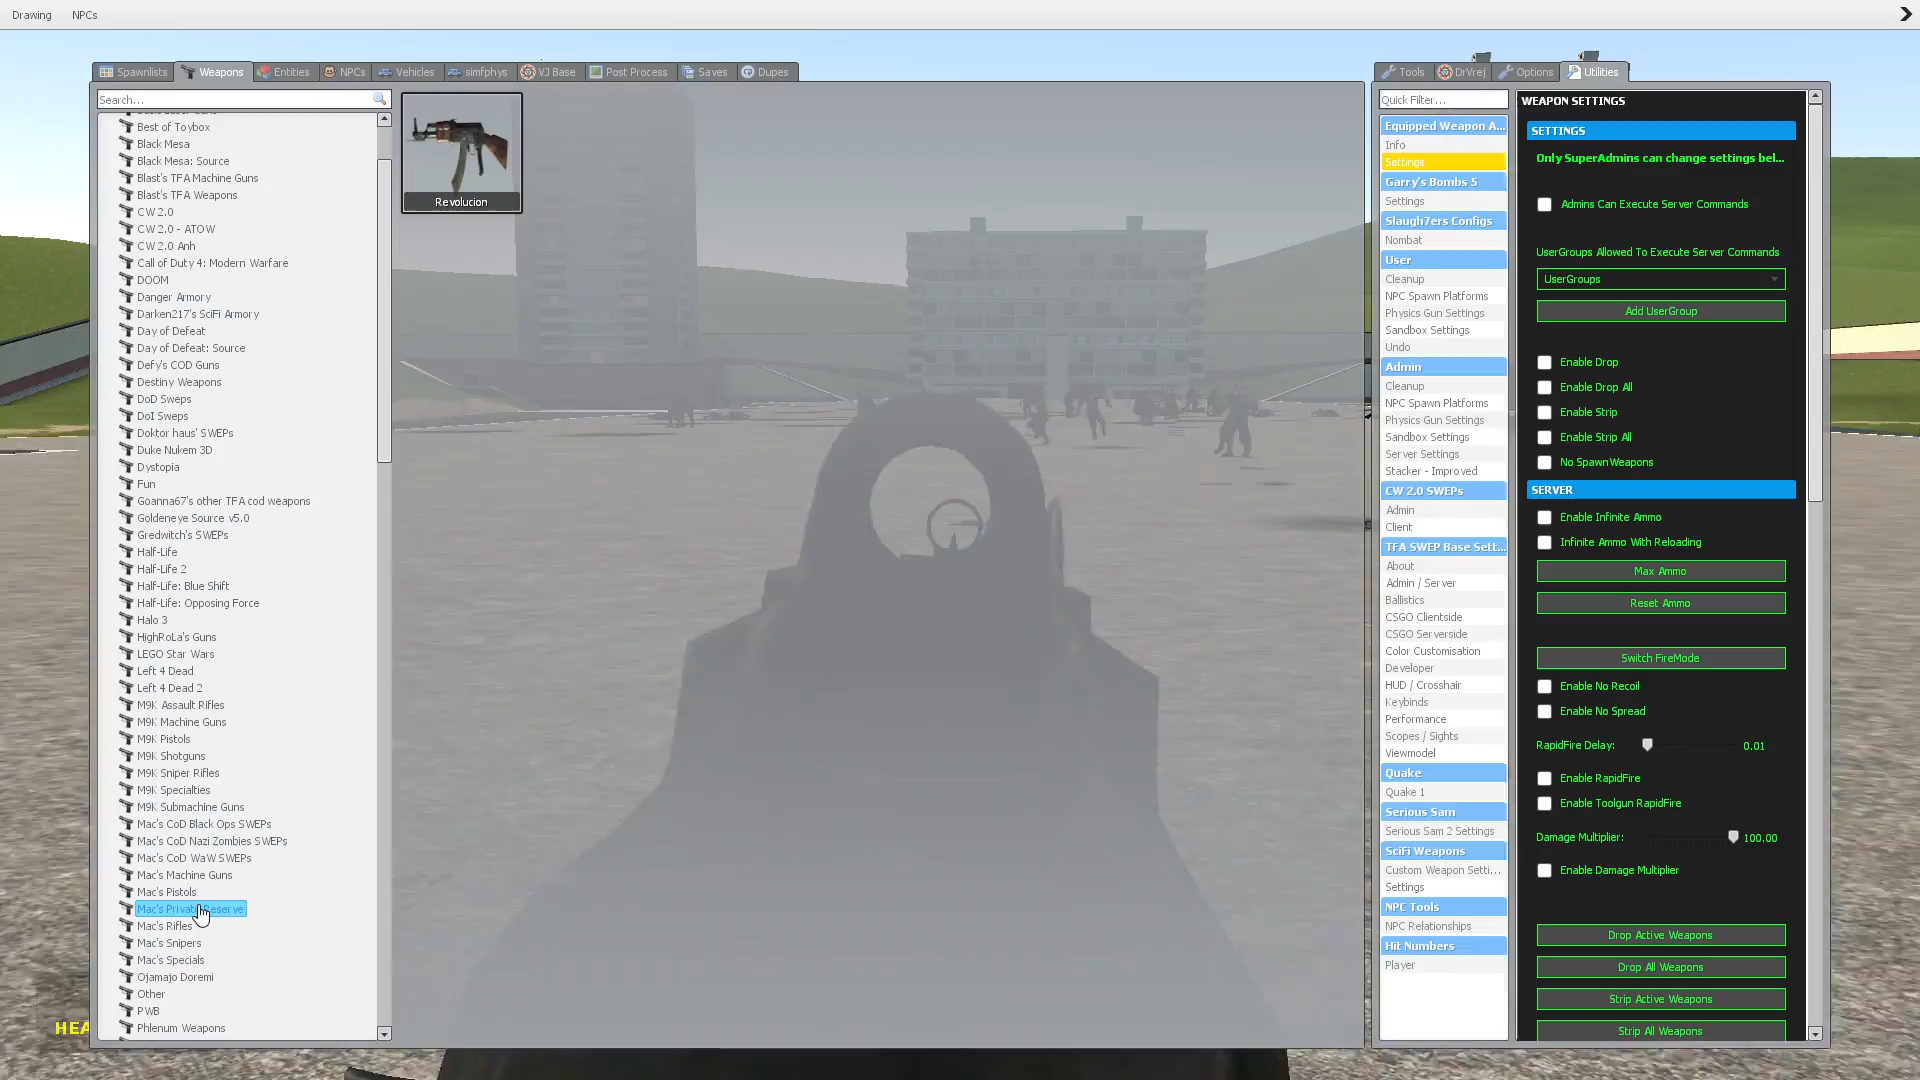 Drawing NPCs
Spawnlists Weapons Entities NPCs Vehicles simfphys VJ Base Post Process Saves Dupes
Search...
Best of Toybox
Black Mesa
Black Mesa: Source
Blast's TFA Machine Guns
Blast's TFA Weapons
CW 2.0
CW 2.0 - ATOW
CW 2.0 Anh
Call of Duty 4: Modern Warfare
DOOM
Danger Armory
Darken217's SciFi Armory
Day of Defeat
Day of Defeat: Source
Defy's COD Guns
Destiny Weapons
DoD Sweps
DoI Sweps
Doktor haus' SWEPs
Duke Nukem 3D
Dystopia
Fun
Goanna67's other TFA cod weapons
Goldeneye Source v5.0
Gredwitch's SWEPs
Half-Life
Half-Life 2
Half-Life: Blue Shift
Half-Life: Opposing Force
Halo 3
HighRoLa's Guns
LEGO Star Wars
Left 4 Dead
Left 4 Dead 2
M9K Assault Rifles
M9K Machine Guns
M9K Pistols
M9K Shotguns
M9K Sniper Rifles
M9K Specialties
M9K Submachine Guns
Mac's CoD Black Ops SWEPs
Mac's CoD Nazi Zombies SWEPs
Mac's CoD WaW SWEPs
Mac's Machine Guns
Mac's Pistols
Mac's Private Reserve
Mac's Rifles
Mac's Snipers
Mac's Specials
Ojamajo Doremi
Other
PWB
Phlenum Weapons
HEA
Revolucion
Tools DrVrej Options Utilities
Quick Filter...
Equipped Weapon A...
Info
Settings
Garry's Bombs 5
Settings
Slaugh7ers Configs
Nombat
User
Cleanup
NPC Spawn Platforms
Physics Gun Settings
Sandbox Settings
Undo
Admin
Cleanup
NPC Spawn Platforms
Physics Gun Settings
Sandbox Settings
Server Settings
Stacker - Improved
CW 2.0 SWEPs
Admin
Client
TFA SWEP Base Sett...
About
Admin / Server
Ballistics
CSGO Clientside
CSGO Serverside
Color Customisation
Developer
HUD / Crosshair
Keybinds
Performance
Scopes / Sights
Viewmodel
Quake
Quake 1
Serious Sam
Serious Sam 2 Settings
SciFi Weapons
Custom Weapon Setti...
Settings
NPC Tools
NPC Relationships
Hit Numbers
Player
WEAPON SETTINGS
SETTINGS
Only SuperAdmins can change settings bel...
Admins Can Execute Server Commands
UserGroups Allowed To Execute Server Commands
UserGroups
Add UserGroup
Enable Drop
Enable Drop All
Enable Strip
Enable Strip All
No SpawnWeapons
SERVER
Enable Infinite Ammo
Infinite Ammo With Reloading
Max Ammo
Reset Ammo
Switch FireMode
Enable No Recoil
Enable No Spread
RapidFire Delay: 0.01
Enable RapidFire
Enable Toolgun RapidFire
Damage Multiplier: 100.00
Enable Damage Multiplier
Drop Active Weapons
Drop All Weapons
Strip Active Weapons
Strip All Weapons